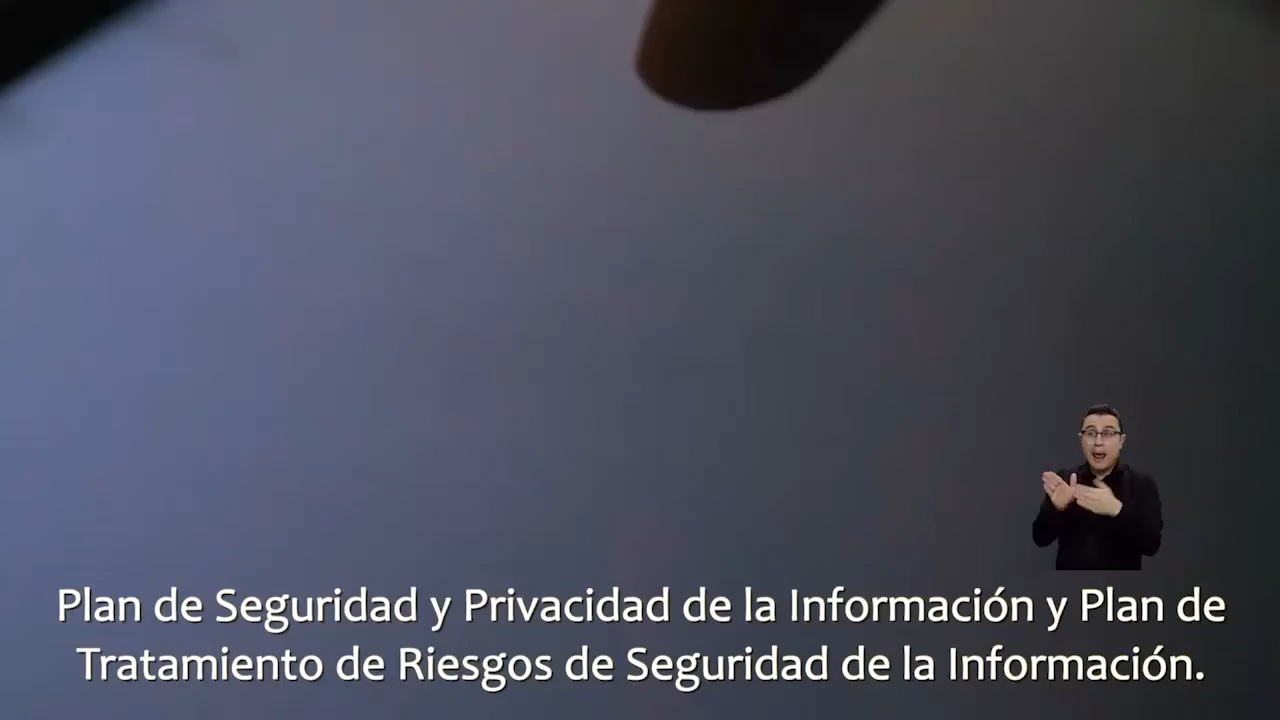 Plan de Seguridad y Privacidad de la Información y Plan de
Tratamiento de Riesgos de Seguridad de la Información.